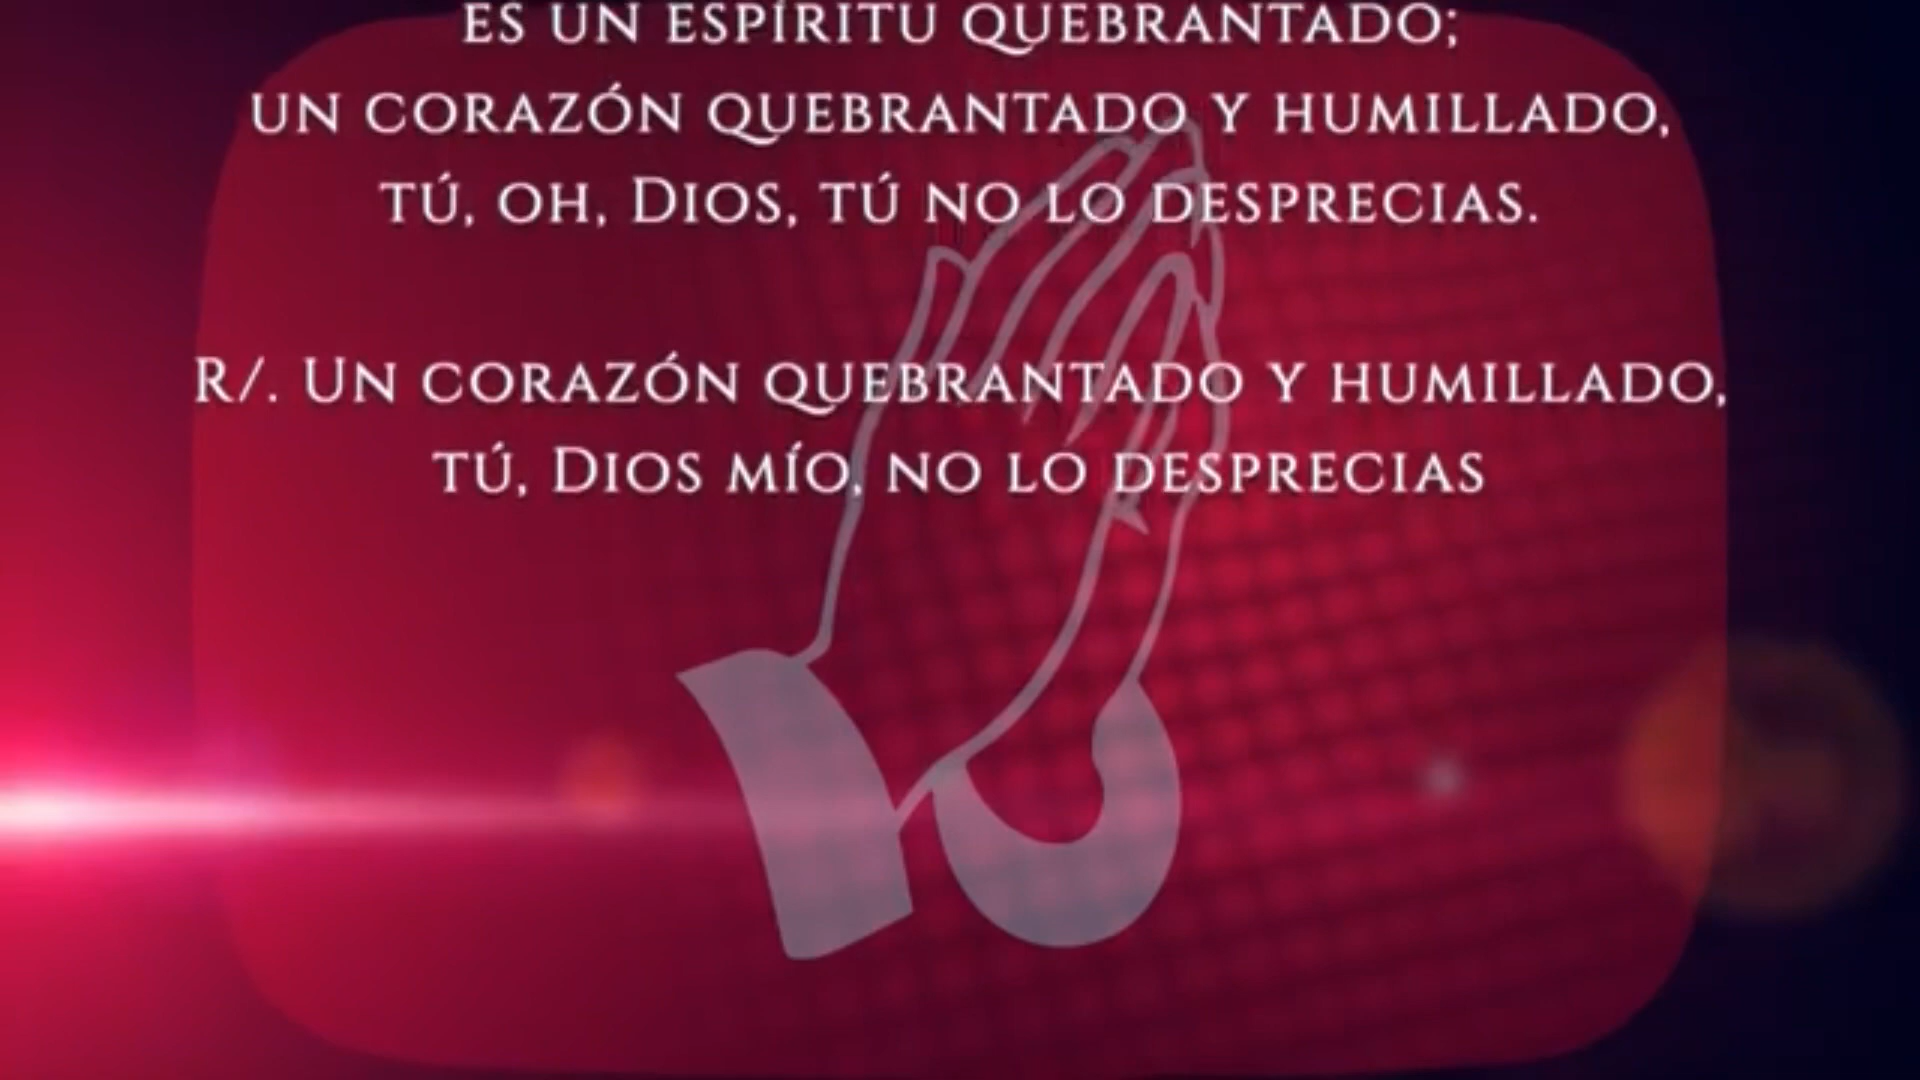 ES UN ESPÍRITU QUEBRANTADO;
UN CORAZÓN QUEBRANTADO Y HUMILLADO,
TÚ, OH, DIOS, TÚ NO LO DESPRECIAS.
R/. UN CORAZÓN QUEBRANTADO Y HUMILLADO,
TÚ, DIOS MÍO, NO LO DESPRECIAS